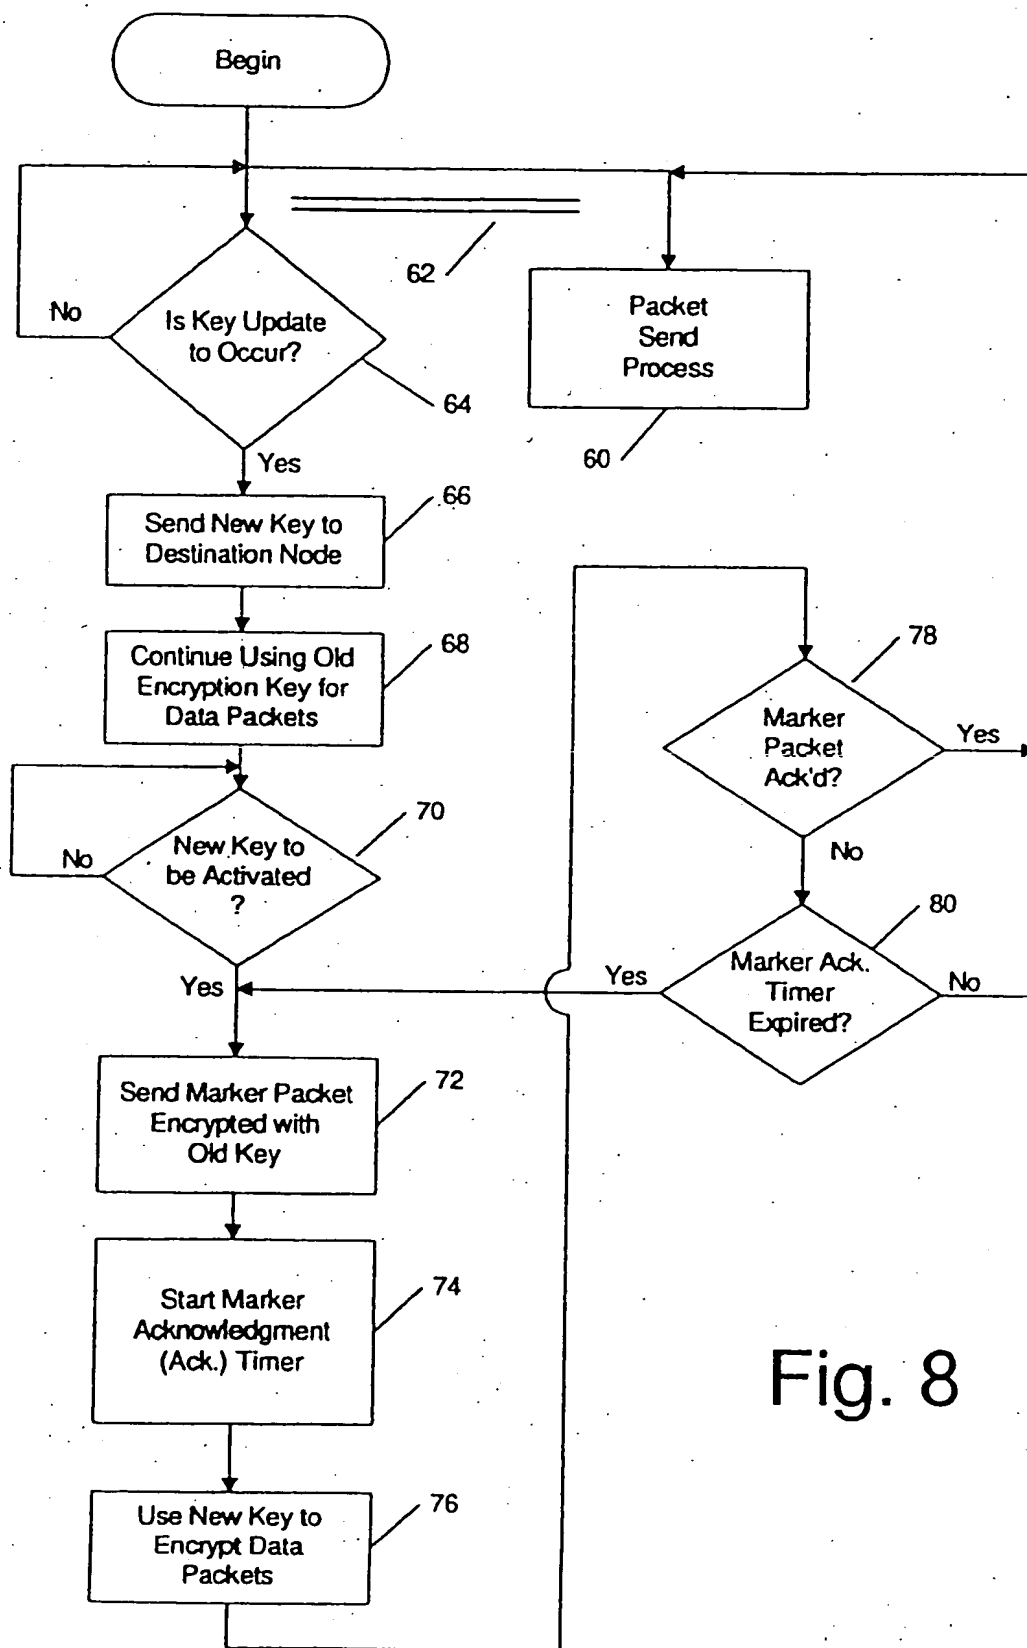 Begin
62
No
Is Key Update
to Occur?
64
Packet
Send
Process
60
Yes
66
Send New Key to
Destination Node
68
Continue Using Old
Encryption Key for
Data Packets
70
No
New Key to
be Activated
?
Yes
78
Marker
Packet
Ack'd?
Yes
No
80
Marker Ack.
Timer
Expired?
Yes
No
72
Send Marker Packet
Encrypted with
Old Key
74
Start Marker
Acknowledgment
(Ack.) Timer
76
Use New Key to
Encrypt Data
Packets
Fig. 8